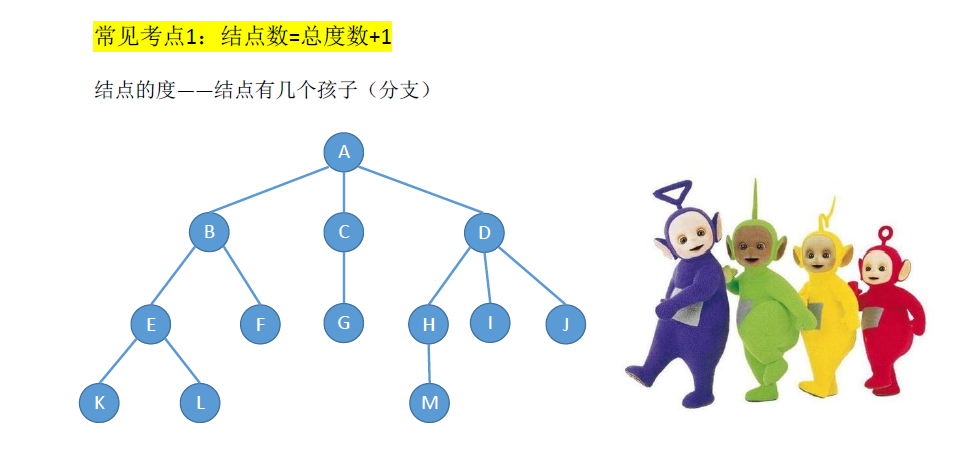 常见考点1：结点数=总度数+1
结点的度——结点有几个孩子（分支）
A
B C D
E F G H I J
K L M